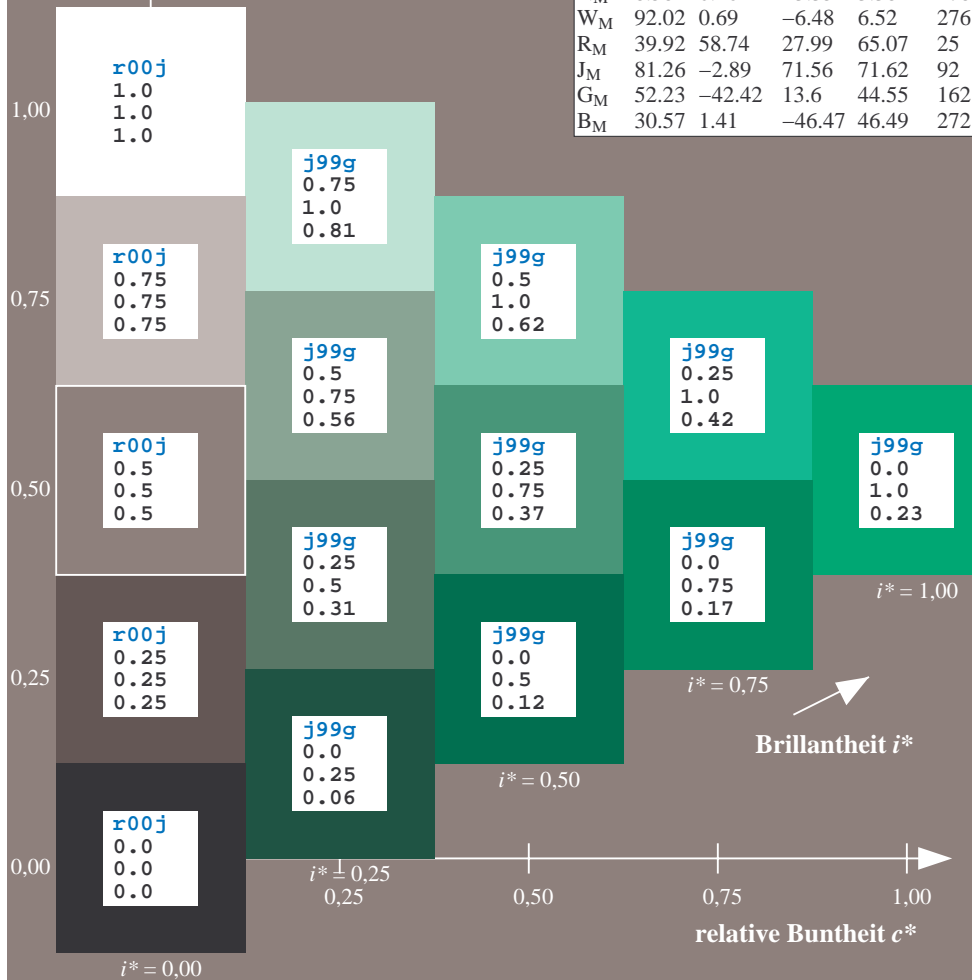 W_M 92.02 0.69 −6.48 6.52 276
R_M 39.92 58.74 27.99 65.07 25
J_M 81.26 −2.89 71.56 71.62 92
G_M 52.23 −42.42 13.6 44.55 162
B_M 30.57 1.41 −46.47 46.49 272
1,00
r00j
1.0
1.0
1.0
j99g
0.75
1.0
0.81
0,75
r00j
0.75
0.75
0.75
j99g
0.5
1.0
0.62
j99g
0.5
0.75
0.56
j99g
0.25
1.0
0.42
0,50
r00j
0.5
0.5
0.5
j99g
0.25
0.75
0.37
j99g
0.0
1.0
0.23
i* = 1,00
j99g
0.25
0.5
0.31
j99g
0.0
0.75
0.17
i* = 0,75
0,25
r00j
0.25
0.25
0.25
j99g
0.0
0.5
0.12
i* = 0,50
Brillantheit i*
j99g
0.0
0.25
0.06
i* = 0,25
0,00
r00j
0.0
0.0
0.0
i* = 0,00
0,25 0,50 0,75 1,00
relative Buntheit c*